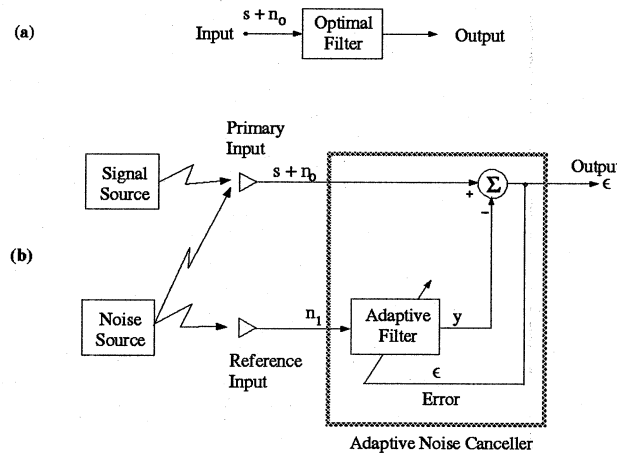 (a)
Input
s + n₀
Optimal
Filter
Output
(b)
Signal
Source
Primary
Input
s + n₀
+
Σ
−
Output
ϵ
Noise
Source
Reference
Input
n₁
Adaptive
Filter
y
ϵ
Error
Adaptive Noise Canceller